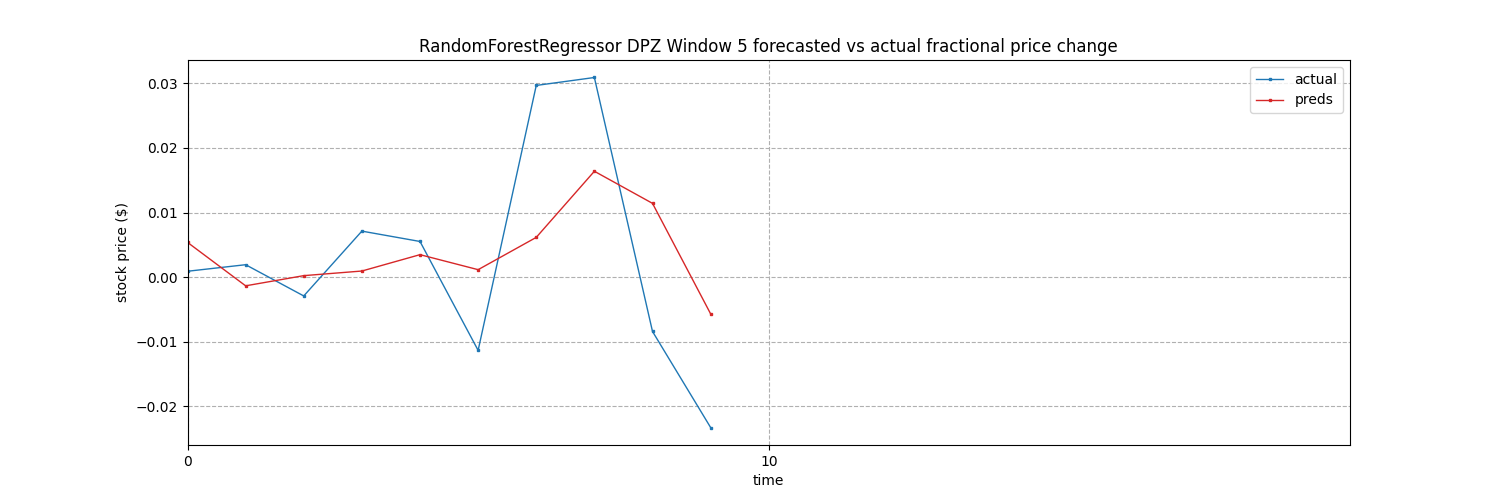 RandomForestRegressor DPZ Window 5 forecasted vs actual fractional price change
actual
preds
0.03
0.02
0.01
0.00
−0.01
−0.02
stock price ($)
0
10
time